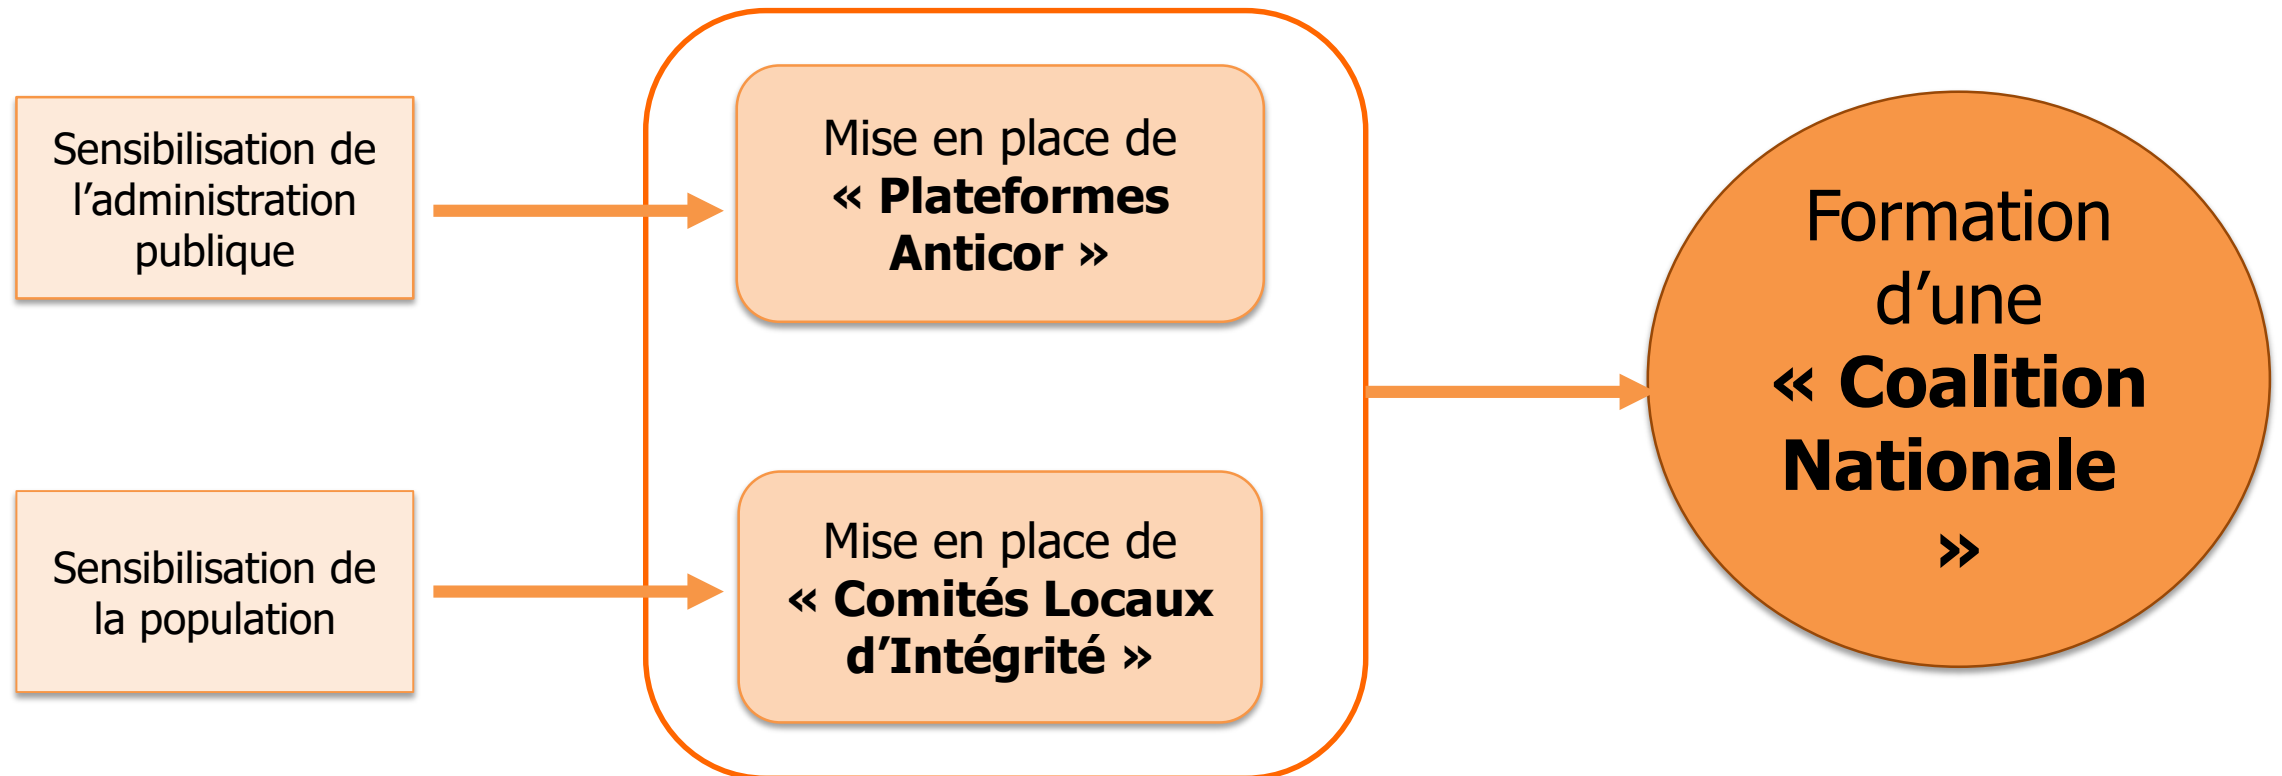 Sensibilisation de
l’administration
publique
Mise en place de
« Plateformes
Anticor »
Sensibilisation de
la population
Mise en place de
« Comités Locaux
d’Intégrité »
Formation
d’une
« Coalition
Nationale
»